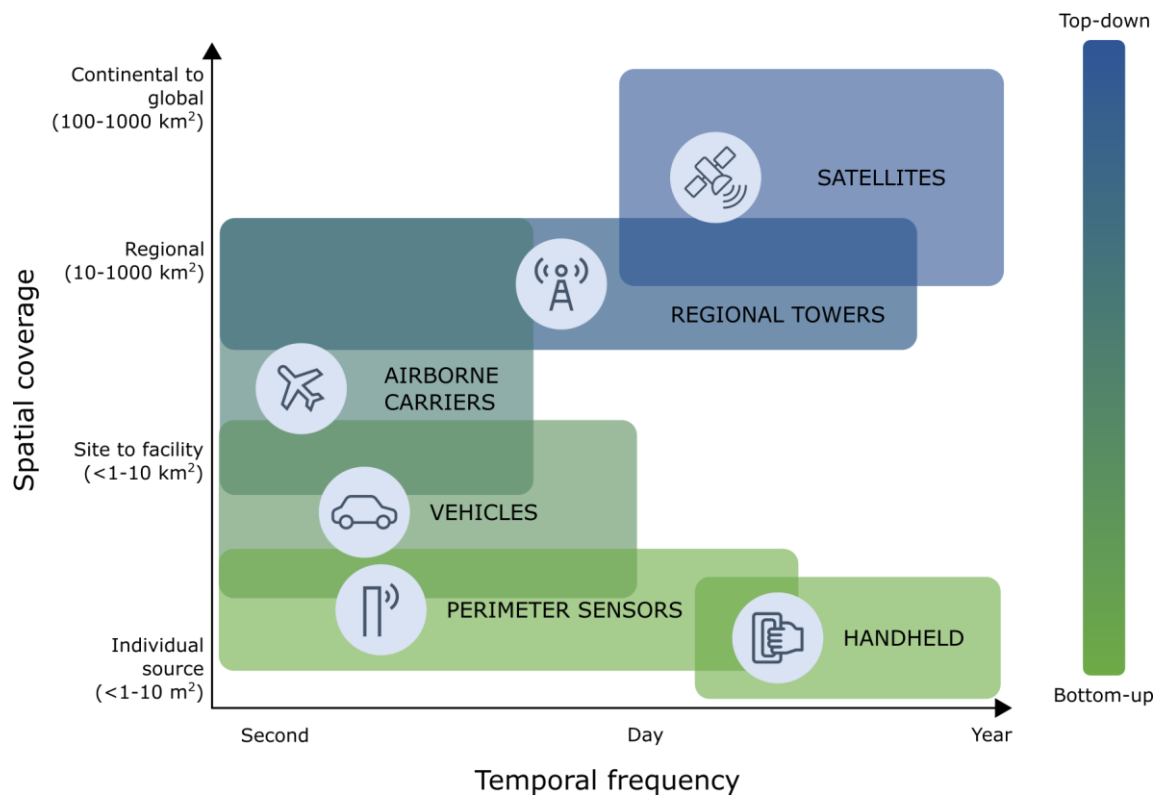 Top-down
Continental to
global
(100-1000 km²)
SATELLITES
Regional
(10-1000 km²)
REGIONAL TOWERS
AIRBORNE
CARRIERS
Spatial coverage
Site to facility
(<1-10 km²)
VEHICLES
PERIMETER SENSORS
HANDHELD
Individual
source
(<1-10 m²)
Bottom-up
Second
Day
Year
Temporal frequency